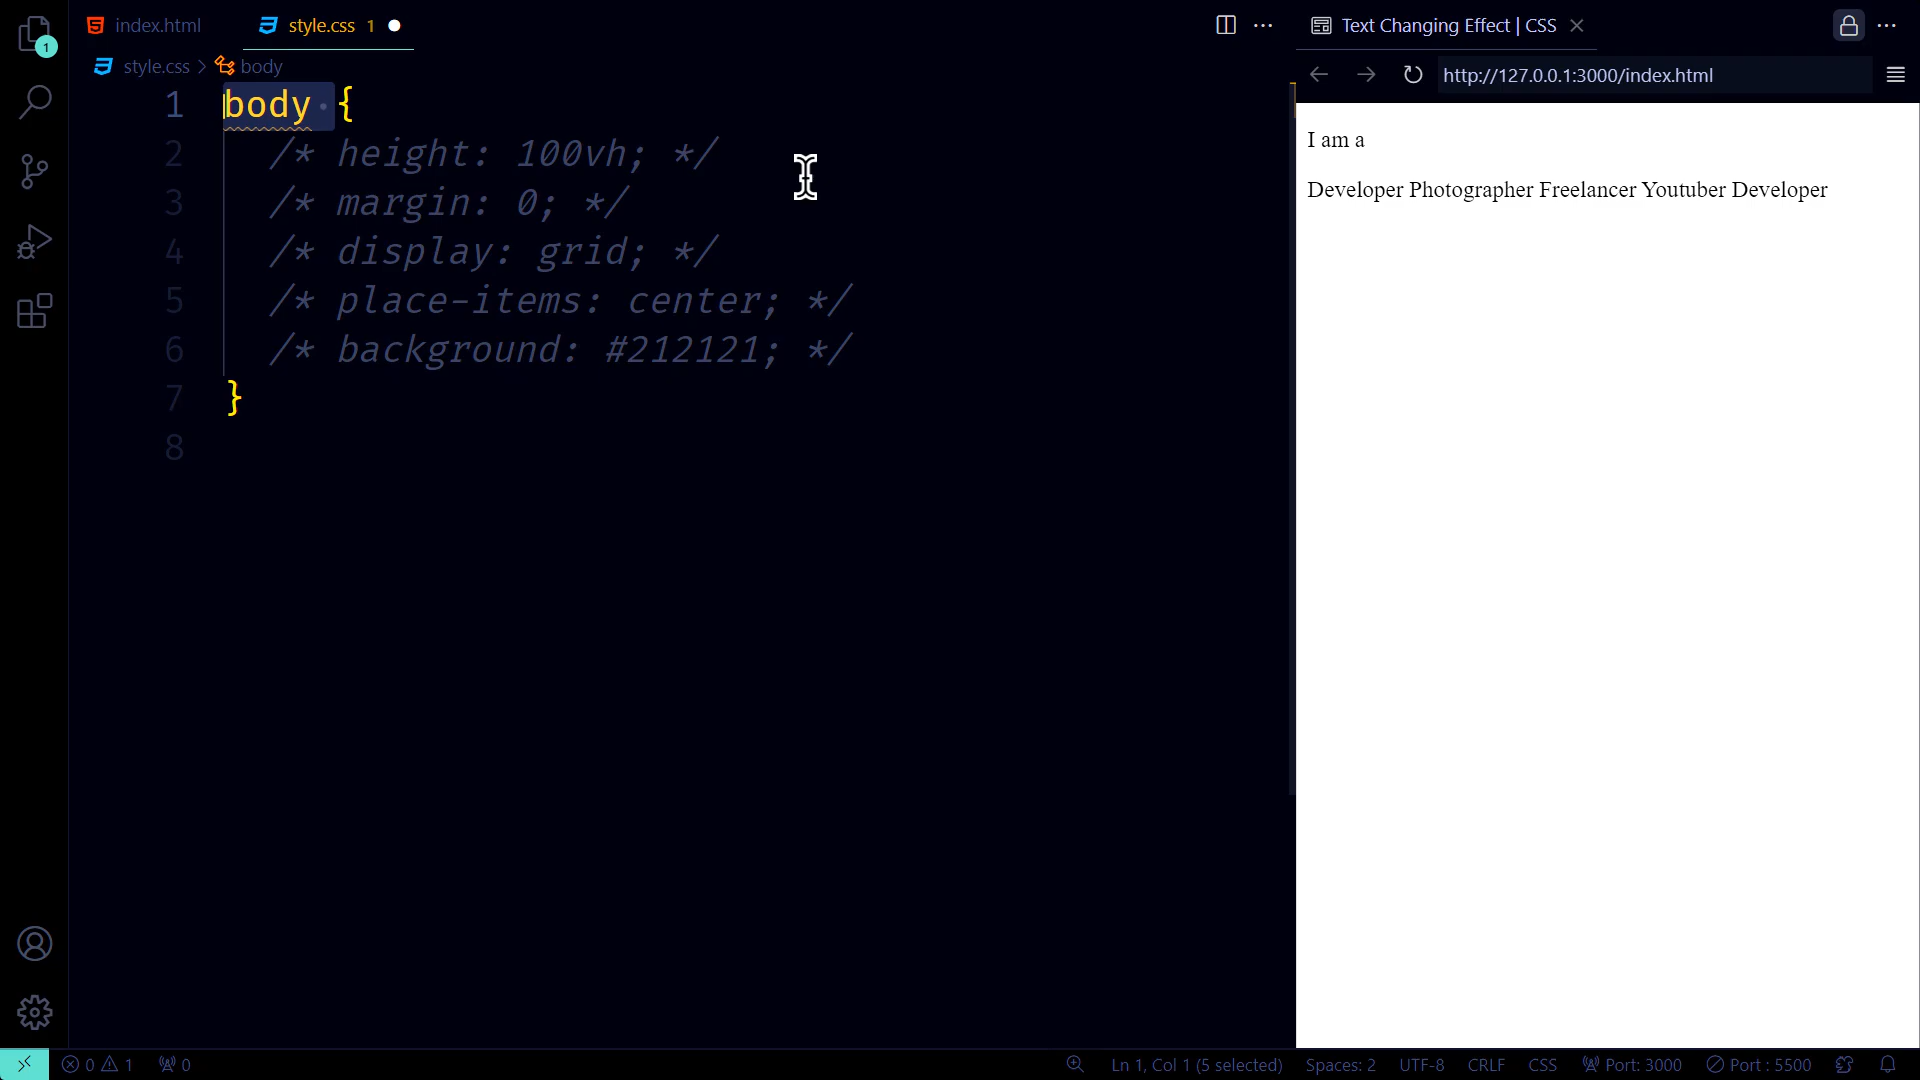 index.html
style.css 1
Text Changing Effect | CSS
style.css > body
http://127.0.0.1:3000/index.html
1
1 body {
2 /* height: 100vh; */
3 /* margin: 0; */
4 /* display: grid; */
5 /* place-items: center; */
6 /* background: #212121; */
7 }
8
I am a
Developer Photographer Freelancer Youtuber Developer
0 1 0
Ln 1, Col 1 (5 selected) Spaces: 2 UTF-8 CRLF CSS Port: 3000 Port : 5500